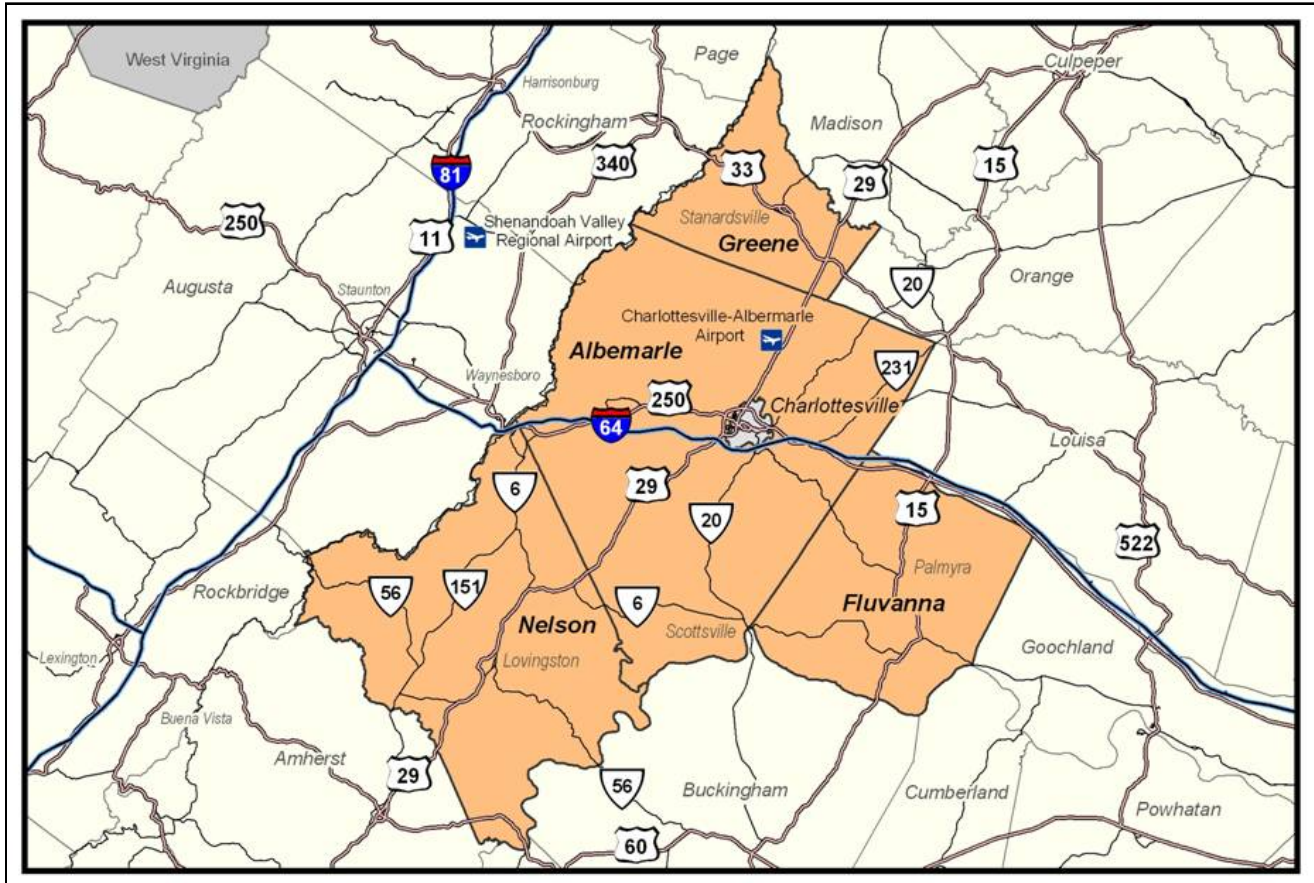 West Virginia
Page
Culpeper
Harrisonburg
Rockingham
Madison
340
33
15
81
29
250
11
Shenandoah Valley
Regional Airport
Stanardsville
Greene
Orange
20
Augusta
Staunton
Charlottesville-Albermarle
Airport
Albemarle
231
Waynesboro
250
Charlottesville
64
Louisa
6
29
15
20
522
Palmyra
Rockbridge
56
151
6
Fluvanna
Nelson
Scottsville
Goochland
Lexington
Lovingston
Buena Vista
Amherst
29
56
Buckingham
Cumberland
Powhatan
60